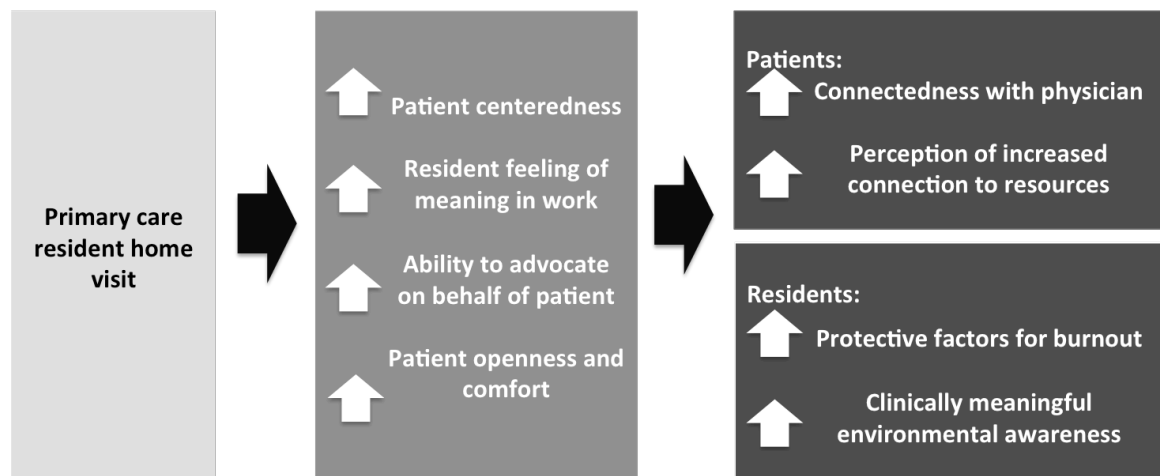 Primary care
resident home
visit
Patient centeredness
Resident feeling of
meaning in work
Ability to advocate
on behalf of patient
Patient openness and
comfort
Patients:
Connectedness with physician
Perception of increased
connection to resources
Residents:
Protective factors for burnout
Clinically meaningful
environmental awareness